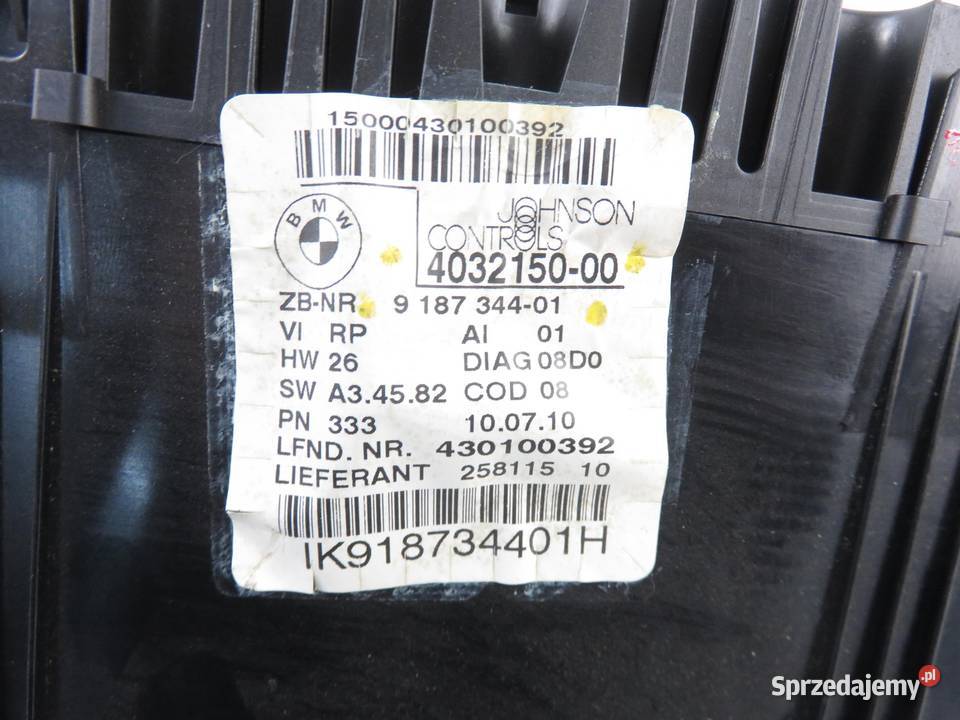 15000430100392
BMW
JOHNSON
CONTROLS
4032150-00
ZB-NR 9 187 344-01
VI RP AI 01
HW 26 DIAG 08D0
SW A3.45.82 COD 08
PN 333 10.07.10
LFND. NR. 430100392
LIEFERANT 258115 10
IK918734401H
Sprzedajemy.pl